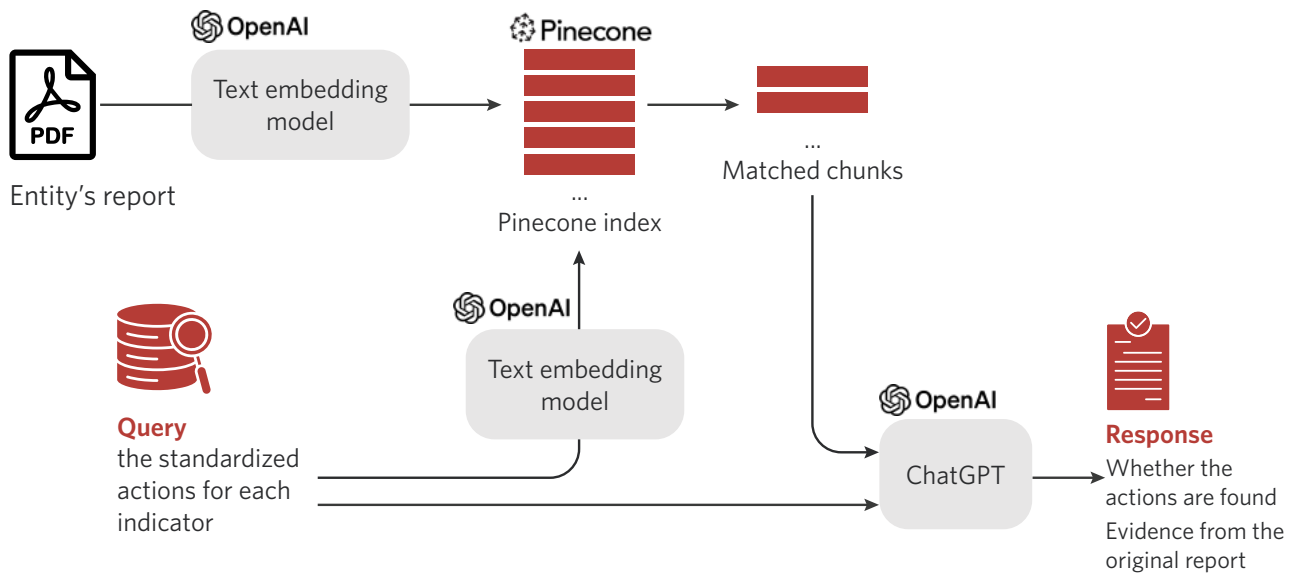 OpenAI
Pinecone
Text embedding
model
PDF
Entity's report
...
Pinecone index
...
Matched chunks
OpenAI
Text embedding
model
Query
the standardized
actions for each
indicator
OpenAI
ChatGPT
Response
Whether the
actions are found
Evidence from the
original report